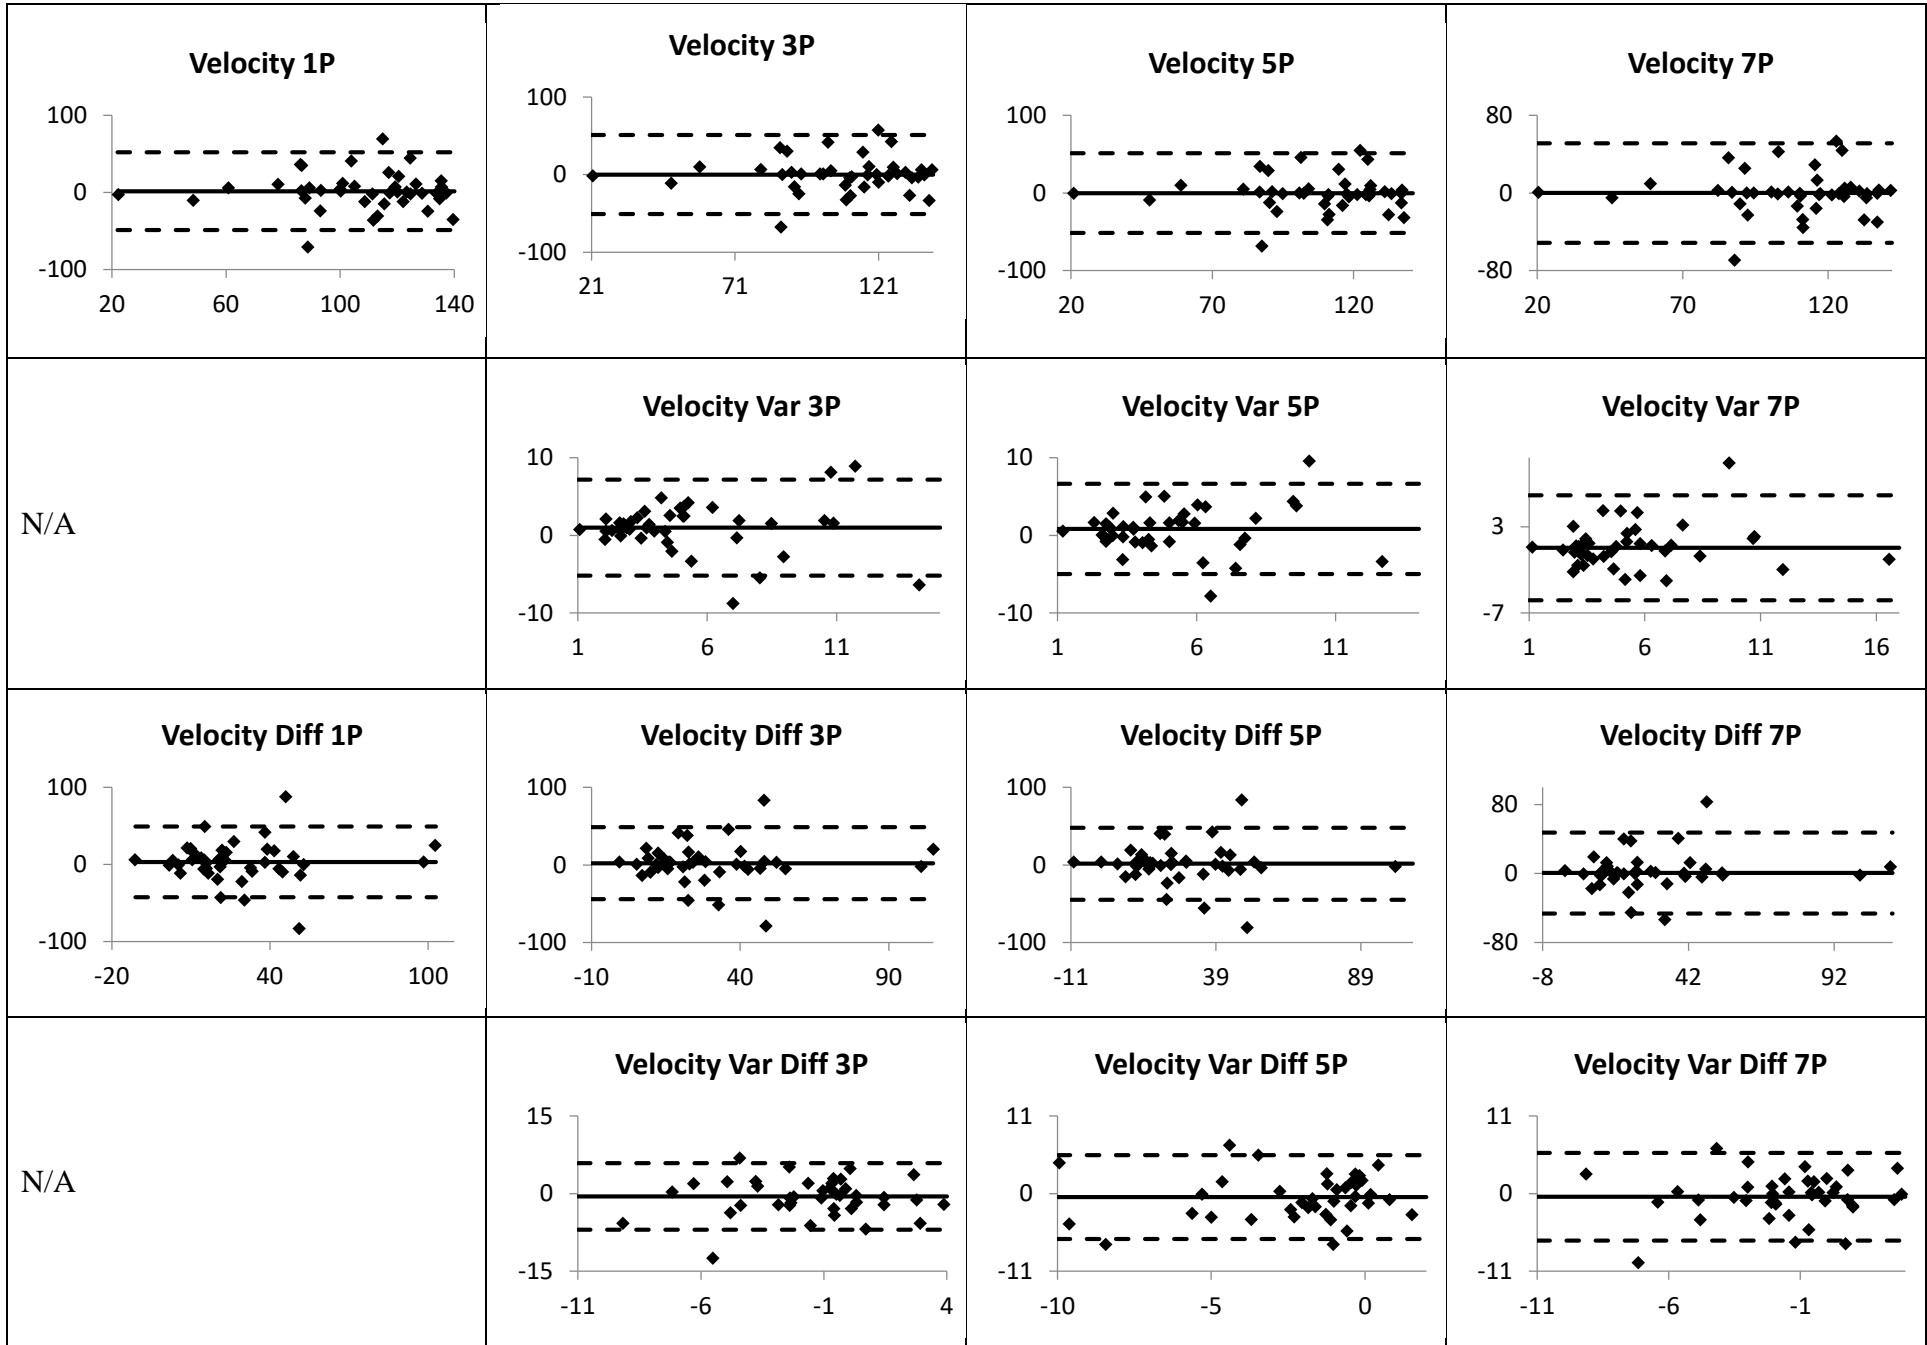 Velocity 1P
100
0
-100
20 60 100 140
Velocity 3P
100
0
-100
21 71 121
Velocity 5P
100
0
-100
20 70 120
Velocity 7P
80
0
-80
20 70 120
N/A
Velocity Var 3P
10
0
-10
1 6 11
Velocity Var 5P
10
0
-10
1 6 11
Velocity Var 7P
3
-7
1 6 11 16
Velocity Diff 1P
100
0
-100
-20 40 100
Velocity Diff 3P
100
0
-100
-10 40 90
Velocity Diff 5P
100
0
-100
-11 39 89
Velocity Diff 7P
80
0
-80
-8 42 92
N/A
Velocity Var Diff 3P
15
0
-15
-11 -6 -1 4
Velocity Var Diff 5P
11
0
-11
-10 -5 0
Velocity Var Diff 7P
11
0
-11
-11 -6 -1